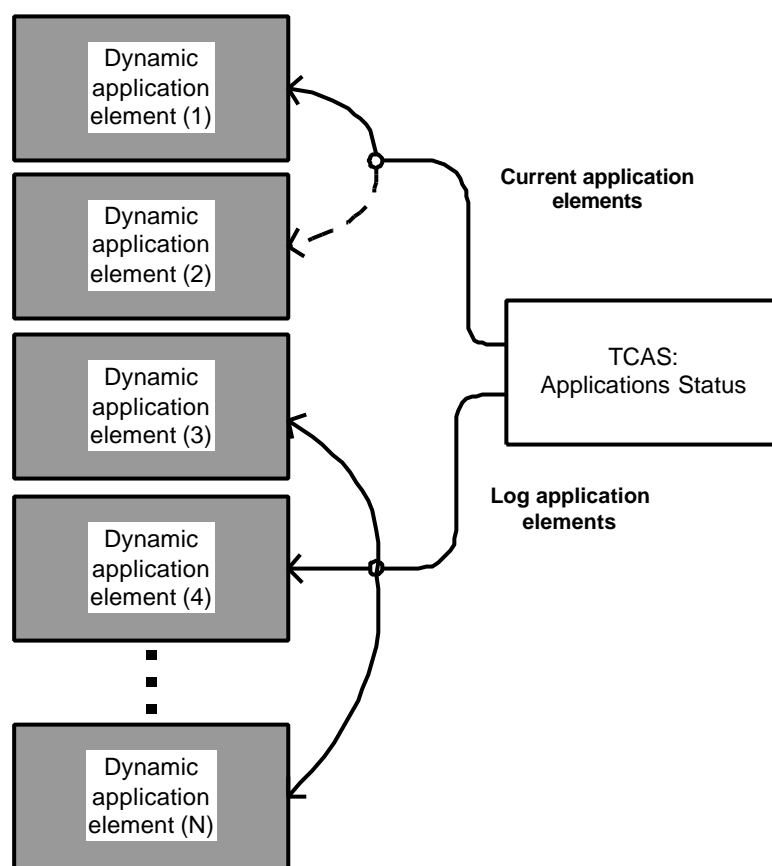 Dynamic
application
element (1)
Dynamic
application
element (2)
Dynamic
application
element (3)
Dynamic
application
element (4)
Dynamic
application
element (N)
Current application
elements
TCAS:
Applications Status
Log application
elements